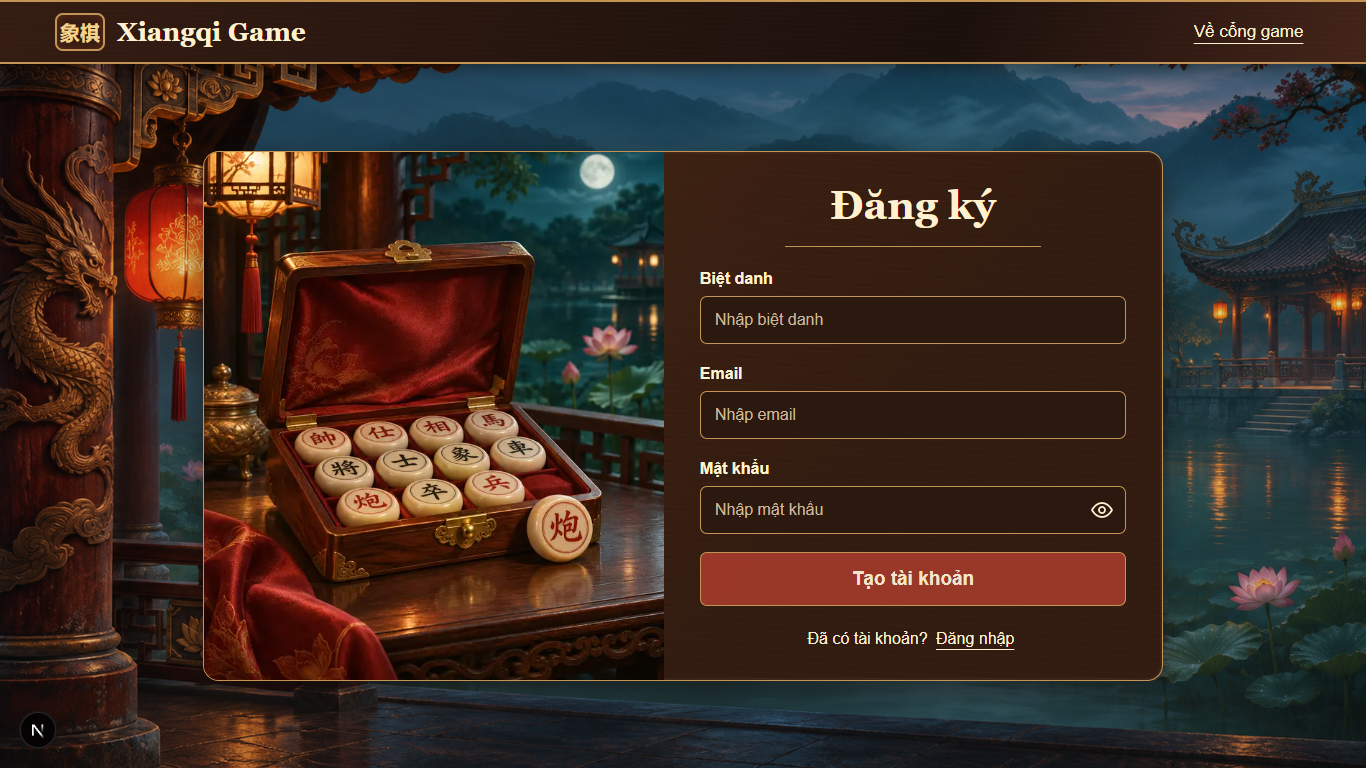 象棋 Xiangqi Game
Về cổng game
Đăng ký
Biệt danh
Nhập biệt danh
Email
Nhập email
Mật khẩu
Nhập mật khẩu
Tạo tài khoản
Đã có tài khoản? Đăng nhập
帥 仕 相 馬
將 士 象 車
炮 卒 兵
炮
N